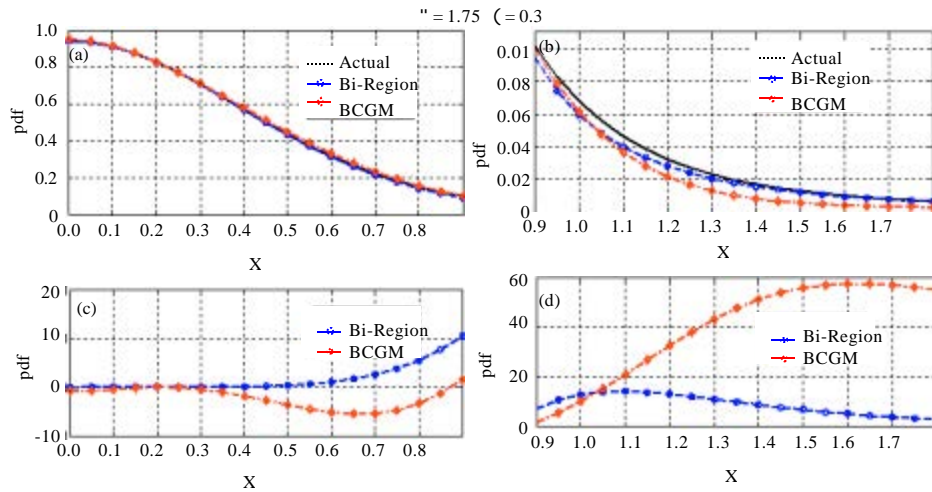 " = 1.75 ( = 0.3
1.0
0.8
0.6
0.4
0.2
0
(a)
Actual
Bi-Region
BCGM
pdf
0.0 0.1 0.2 0.3 0.4 0.5 0.6 0.7 0.8
X
0.01
0.08
0.06
0.04
0.02
0
(b)
Actual
Bi-Region
BCGM
pdf
0.9 1.0 1.1 1.2 1.3 1.4 1.5 1.6 1.7
X
20
10
0
-10
(c)
Bi-Region
BCGM
pdf
0.0 0.1 0.2 0.3 0.4 0.5 0.6 0.7 0.8
X
60
40
20
0
(d)
Bi-Region
BCGM
pdf
0.9 1.0 1.1 1.2 1.3 1.4 1.5 1.6 1.7
X